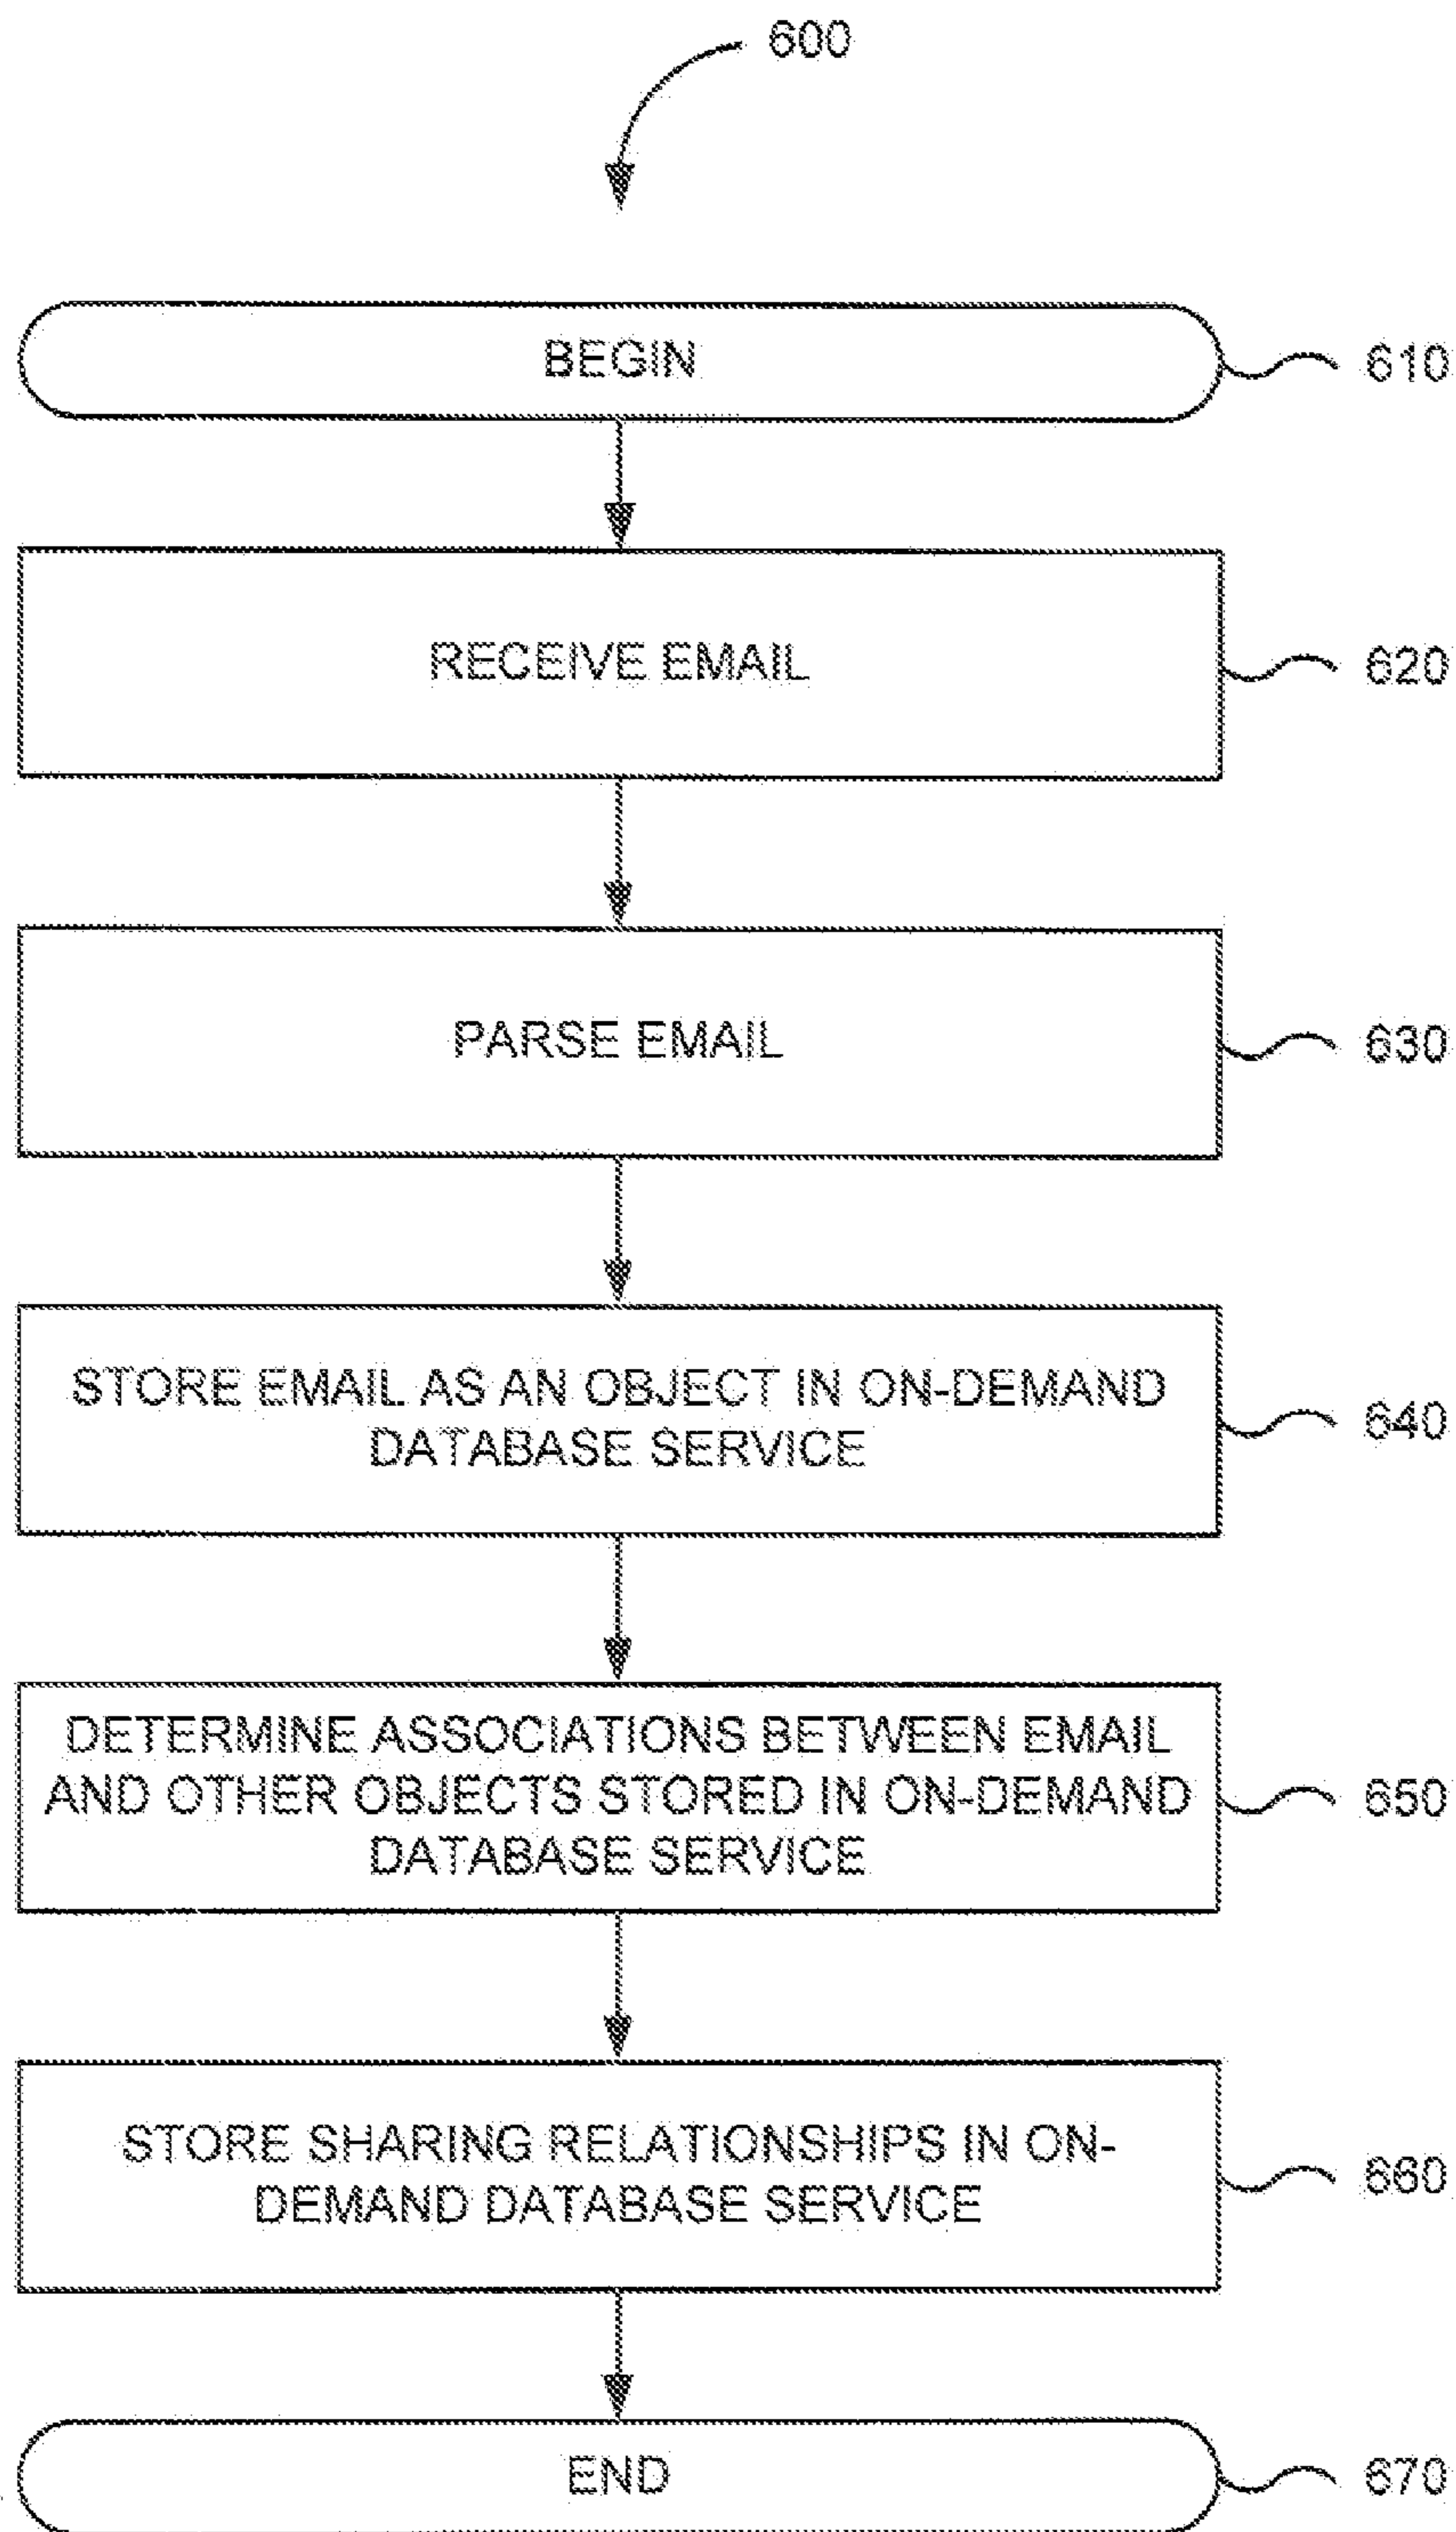 600
BEGIN
610
RECEIVE EMAIL
620
PARSE EMAIL
630
STORE EMAIL AS AN OBJECT IN ON-DEMAND
DATABASE SERVICE
640
DETERMINE ASSOCIATIONS BETWEEN EMAIL
AND OTHER OBJECTS STORED IN ON-DEMAND
DATABASE SERVICE
650
STORE SHARING RELATIONSHIPS IN ON-
DEMAND DATABASE SERVICE
660
END
670